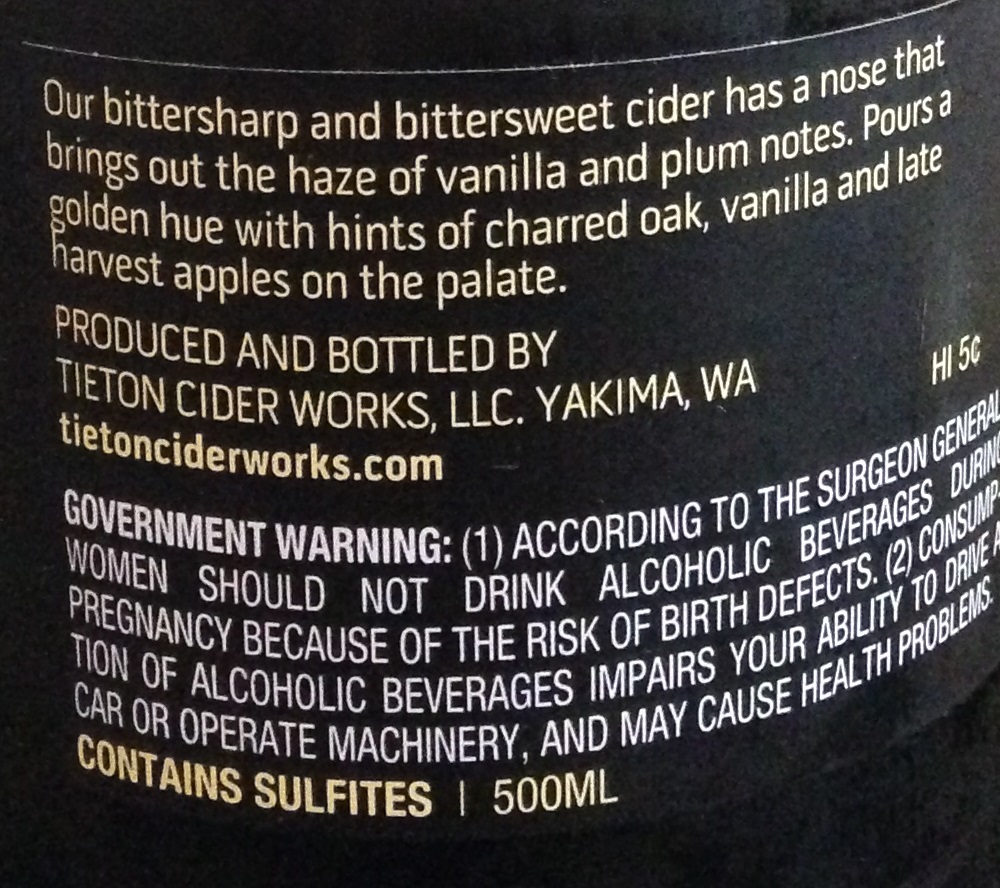 Our bittersharp and bittersweet cider has a nose that
brings out the haze of vanilla and plum notes. Pours a
golden hue with hints of charred oak, vanilla and late
harvest apples on the palate.
PRODUCED AND BOTTLED BY
TIETON CIDER WORKS, LLC. YAKIMA, WA
HI 5¢
tietonciderworks.com
GOVERNMENT WARNING: (1) ACCORDING TO THE SURGEON GENERAL
WOMEN SHOULD NOT DRINK ALCOHOLIC BEVERAGES DURING
PREGNANCY BECAUSE OF THE RISK OF BIRTH DEFECTS. (2) CONSUMP-
TION OF ALCOHOLIC BEVERAGES IMPAIRS YOUR ABILITY TO DRIVE A
CAR OR OPERATE MACHINERY, AND MAY CAUSE HEALTH PROBLEMS.
CONTAINS SULFITES | 500ML